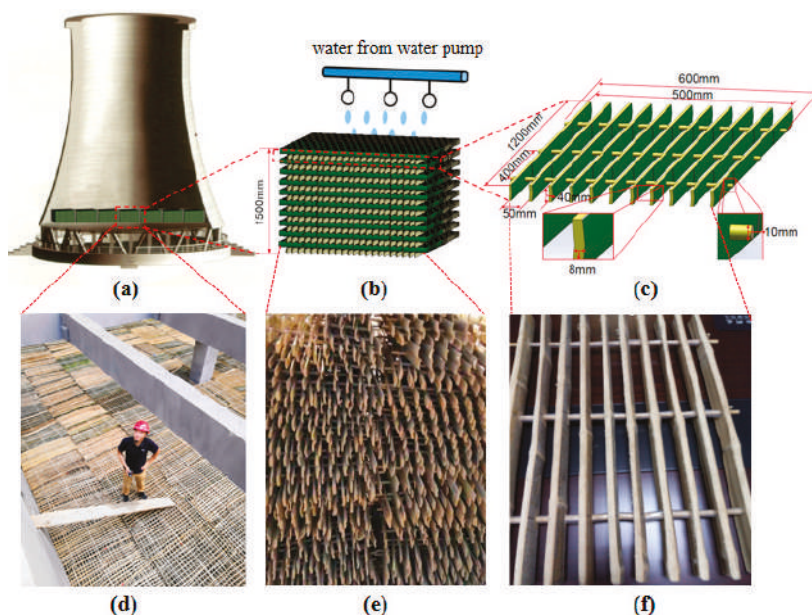 water from water pump
1500mm
600mm
500mm
1200mm
400mm
50mm
40mm
8mm
10mm
(a)
(b)
(c)
(d)
(e)
(f)